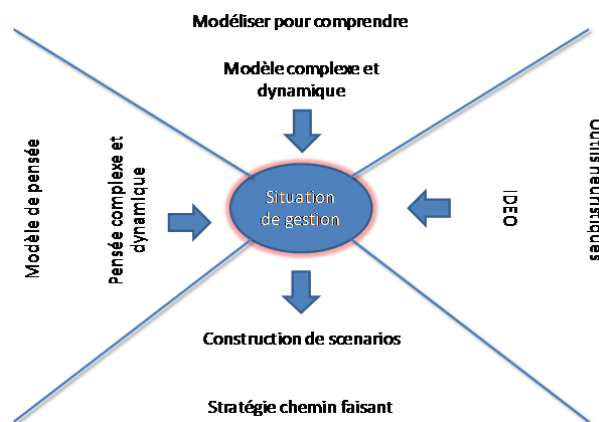 Modéliser pour comprendre
Modèle complexe et
dynamique
Modèle de pensée
Pensée complexe et
dynamique
Situation
de gestion
IDEO
Outils heuristiques
Construction de scenarios
Stratégie chemin faisant